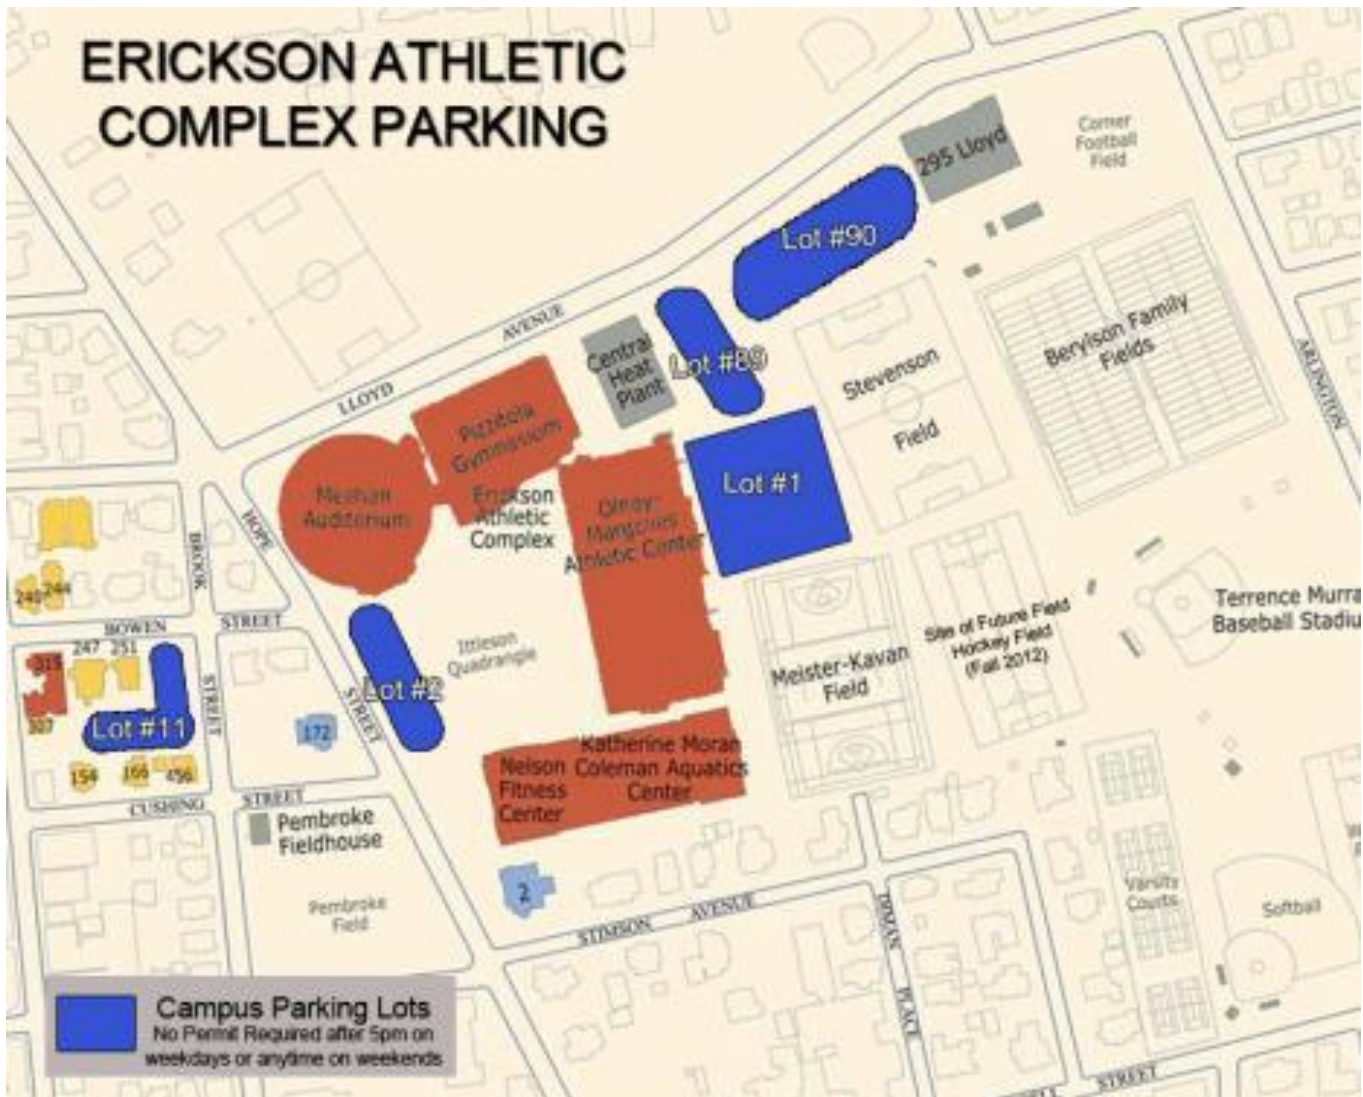 ERICKSON ATHLETIC
COMPLEX PARKING
Corner
Football
Field
295 Lloyd
Lot #90
AVENUE
LLOYD
Central
Heat
Plant
Lot #89
Stevenson
Field
Berylson Family
Fields
ARLINGTON
Pizzitola
Gymnasium
Meehan
Auditorium
Erickson
Athletic
Complex
Olney-
Margolies
Athletic Center
Lot #1
HOPE
STREET
BROOK
STREET
244
BOWEN
STREET
247
251
315
307
Lot #11
154
166
456
CUSHING
STREET
172
Lot #2
Ittleson
Quadrangle
Meister-Kavan
Field
Site of Future Field
Hockey Field
(Fall 2012)
Terrence Murra
Baseball Stadiu
Nelson
Fitness
Center
Katherine Moran
Coleman Aquatics
Center
Pembroke
Fieldhouse
Pembroke
Field
2
STIMSON
AVENUE
DIMAN
PLACE
Varsity
Courts
Softball
STREET
Campus Parking Lots
No Permit Required after 5pm on
weekdays or anytime on weekends